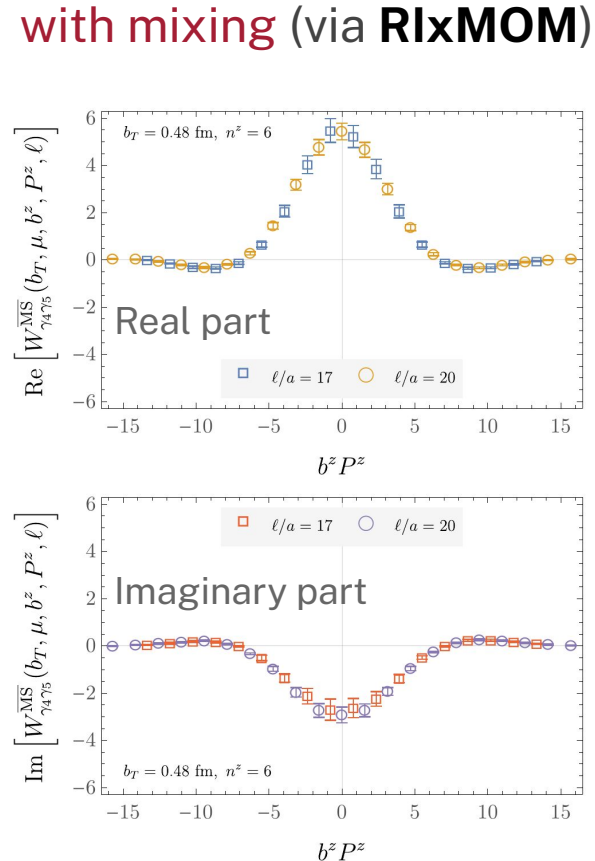 with mixing (via RIxMOM)
b_T = 0.48 fm, n^z = 6
Re [W^{\overline{MS}}_{γ4γ5}(b_T, μ, b^z, P^z, ℓ)]
6
4
2
0
−2
−4
−6
Real part
ℓ/a = 17 ℓ/a = 20
−15 −10 −5 0 5 10 15
b^z P^z
Im [W^{\overline{MS}}_{γ4γ5}(b_T, μ, b^z, P^z, ℓ)]
6
4
2
0
−2
−4
−6
ℓ/a = 17 ℓ/a = 20
Imaginary part
b_T = 0.48 fm, n^z = 6
−15 −10 −5 0 5 10 15
b^z P^z